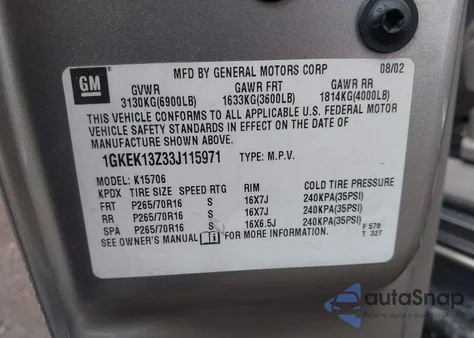 GM
MFD BY GENERAL MOTORS CORP 08/02
GVWR GAWR FRT GAWR RR
3130KG(6900LB) 1633KG(3600LB) 1814KG(4000LB)
THIS VEHICLE CONFORMS TO ALL APPLICABLE U.S. FEDERAL MOTOR
VEHICLE SAFETY STANDARDS IN EFFECT ON THE DATE OF
MANUFACTURE SHOWN ABOVE.
1GKEK13Z33J115971 TYPE: M.P.V.
MODEL: K15706
KPDX TIRE SIZE SPEED RTG RIM COLD TIRE PRESSURE
FRT P265/70R16 S 16X7J 240KPA(35PSI)
RR P265/70R16 S 16X7J 240KPA(35PSI)
SPA P265/70R16 S 16X6.5J 240KPA(35PSI)
SEE OWNER'S MANUAL FOR MORE INFORMATION.
F 570
T 327
autoSnap